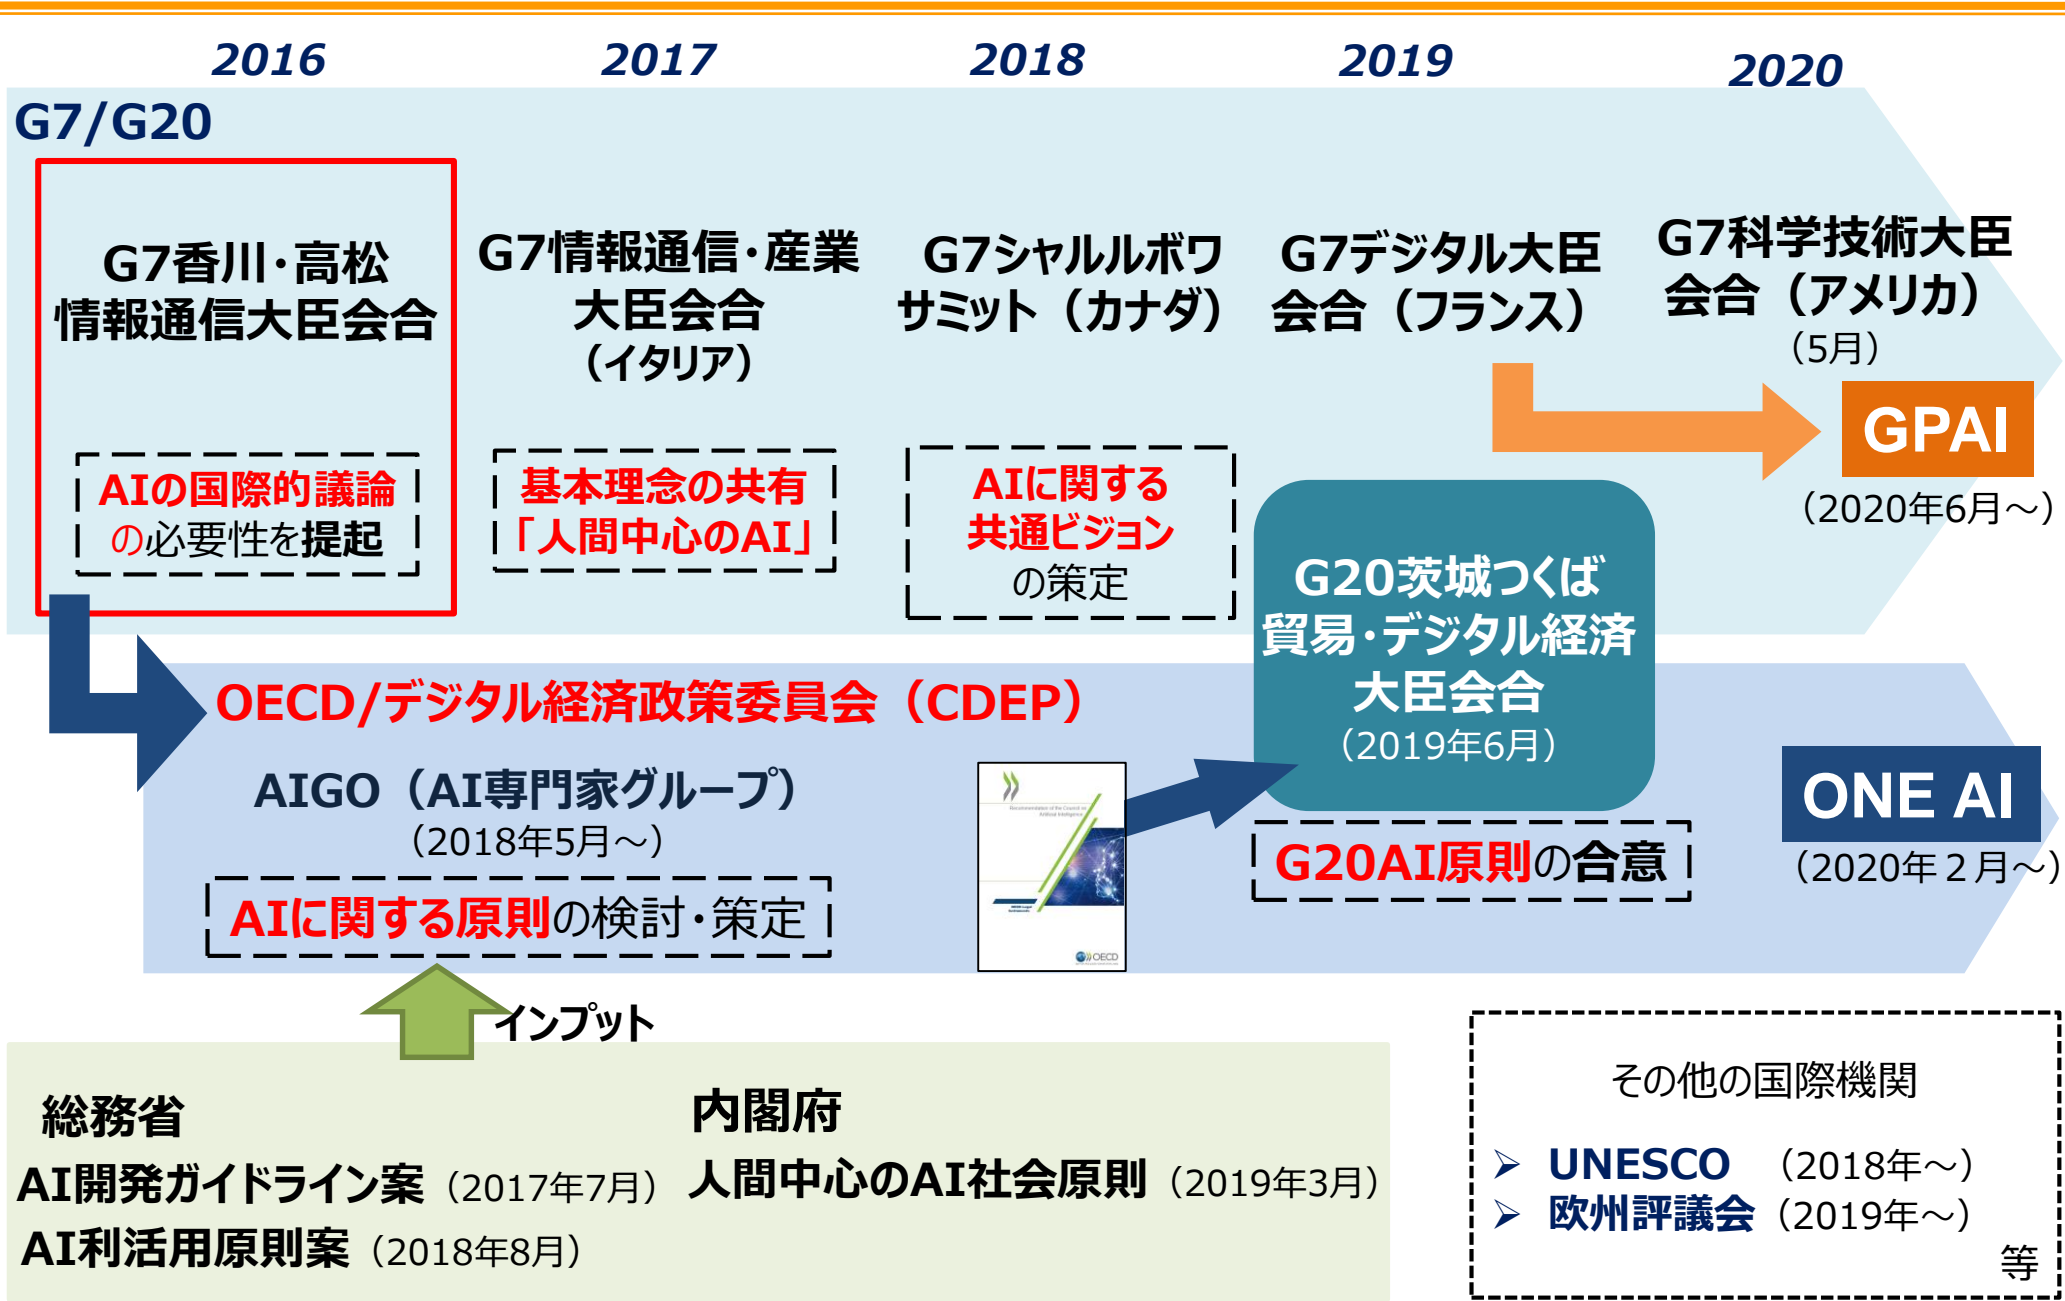 2016
2017
2018
2019
2020
G7/G20
G7香川・高松
情報通信大臣会合
AIの国際的議論
の必要性を提起
G7情報通信・産業
大臣会合
（イタリア）
基本理念の共有
「人間中心のAI」
G7シャルルボワ
サミット（カナダ）
AIに関する
共通ビジョン
の策定
G7デジタル大臣
会合（フランス）
G7科学技術大臣
会合（アメリカ）
（5月）
GPAI
（2020年6月～）
G20茨城つくば
貿易・デジタル経済
大臣会合
（2019年6月）
G20AI原則の合意
OECD/デジタル経済政策委員会（CDEP）
AIGO（AI専門家グループ）
（2018年5月～）
AIに関する原則の検討・策定
Recommendation of the Council on
Artificial Intelligence
OECD Legal
Instruments
OECD
ONE AI
（2020年２月～）
インプット
総務省
AI開発ガイドライン案（2017年7月）
AI利活用原則案（2018年8月）
内閣府
人間中心のAI社会原則（2019年3月）
その他の国際機関
➢ UNESCO （2018年～）
➢ 欧州評議会（2019年～）
等